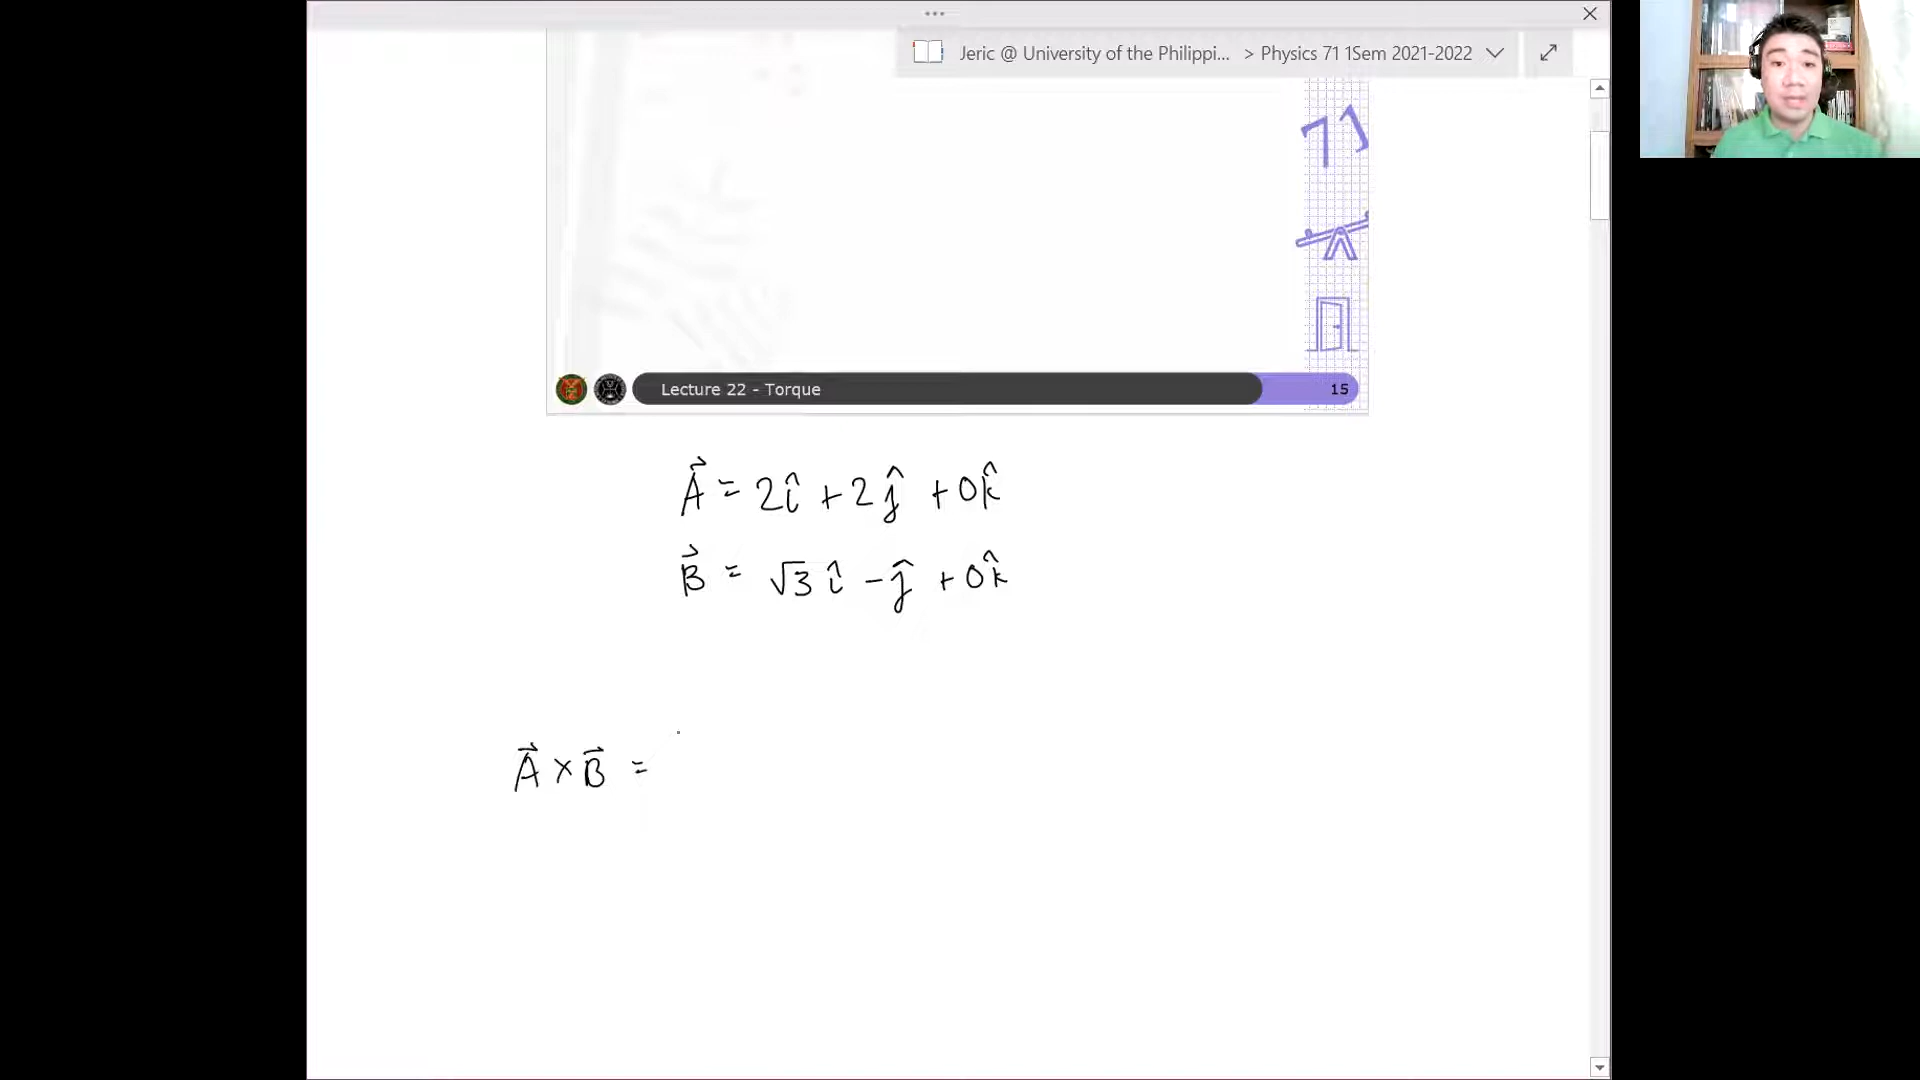 ...
Jeric @ University of the Philippi... > Physics 71 1Sem 2021-2022
71
Lecture 22 - Torque 15
A⃗ = 2î + 2ĵ + 0k̂
B⃗ = √3 î - ĵ + 0k̂
A⃗ × B⃗ =